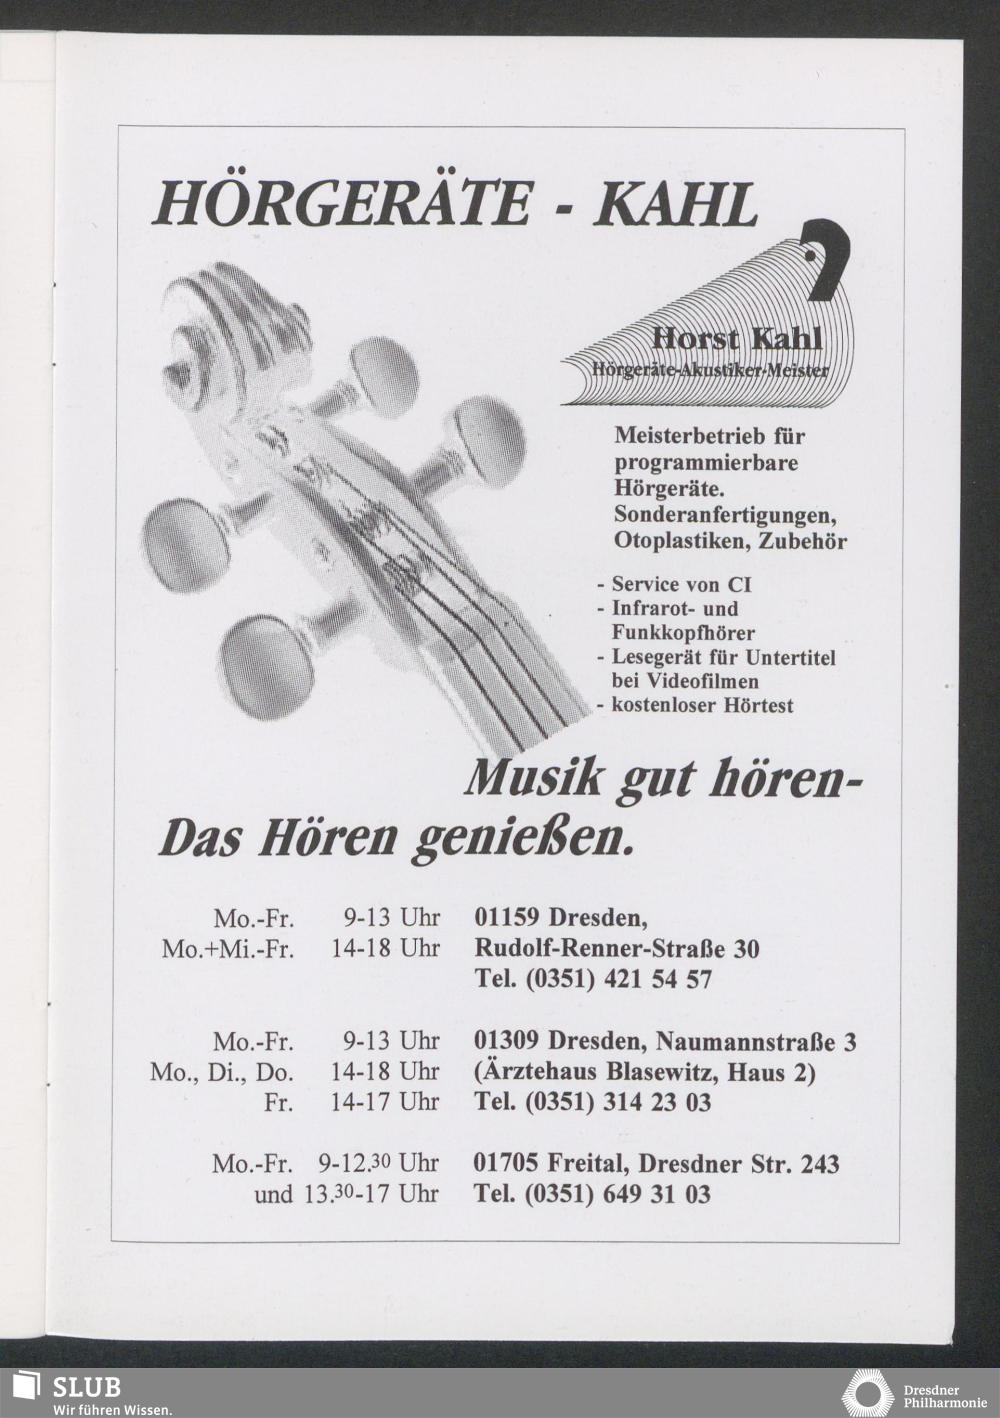 HÖRGERÄTE - KAHL
Horst Kahl
Hörgeräte-Akustiker-Meister
Meisterbetrieb für
programmierbare
Hörgeräte.
Sonderanfertigungen,
Otoplastiken, Zubehör
- Service von CI
- Infrarot- und
Funkkopfhörer
- Lesegerät für Untertitel
bei Videofilmen
- kostenloser Hörtest
Musik gut hören-
Das Hören genießen.
Mo.-Fr. 9-13 Uhr 01159 Dresden,
Mo.+Mi.-Fr. 14-18 Uhr Rudolf-Renner-Straße 30
Tel. (0351) 421 54 57
Mo.-Fr. 9-13 Uhr 01309 Dresden, Naumannstraße 3
Mo., Di., Do. 14-18 Uhr (Ärztehaus Blasewitz, Haus 2)
Fr. 14-17 Uhr Tel. (0351) 314 23 03
Mo.-Fr. 9-12.30 Uhr 01705 Freital, Dresdner Str. 243
und 13.30-17 Uhr Tel. (0351) 649 31 03
SLUB
Wir führen Wissen.
Dresdner
Philharmonie